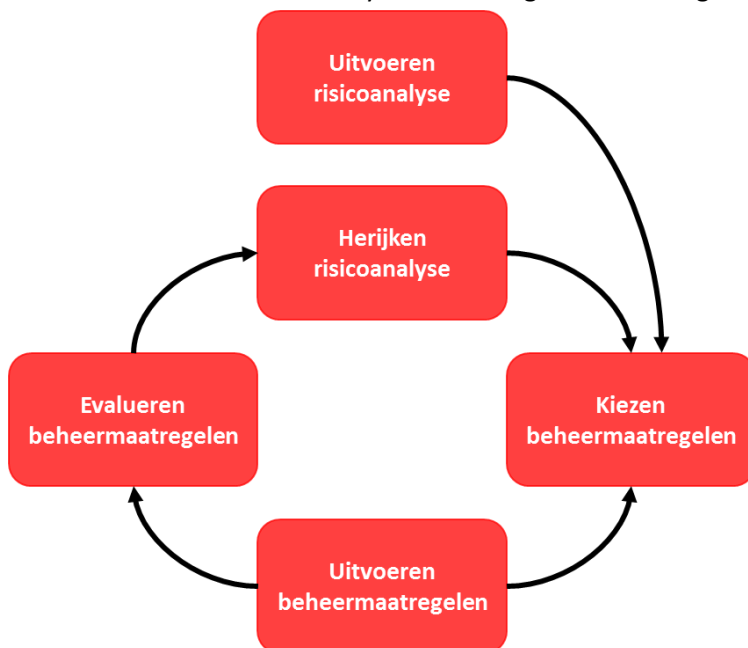 Uitvoeren
risicoanalyse
Herijken
risicoanalyse
Evalueren
beheermaatregelen
Kiezen
beheermaatregelen
Uitvoeren
beheermaatregelen